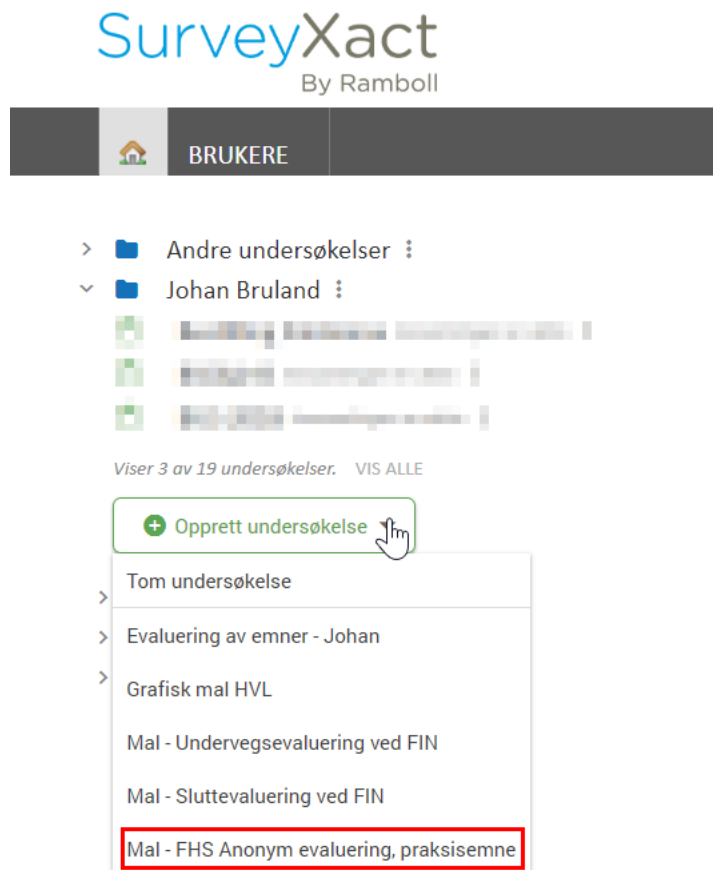 SurveyXact
By Ramboll
BRUKERE
Andre undersøkelser
Johan Bruland
Viser 3 av 19 undersøkelser. VIS ALLE
Opprett undersøkelse
Tom undersøkelse
Evaluering av emner - Johan
Grafisk mal HVL
Mal - Undervegsevaluering ved FIN
Mal - Sluttevaluering ved FIN
Mal - FHS Anonym evaluering, praksisemne